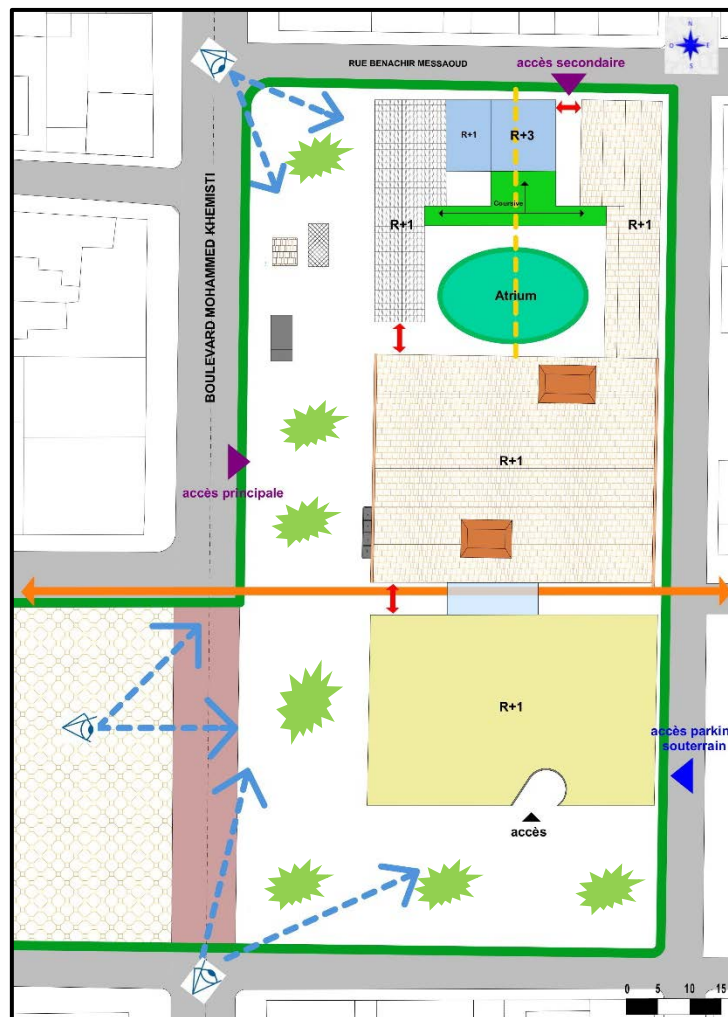 N
O E
S
RUE BENACHIR MESSAOUD
accès secondaire
R+1
R+3
Coursive
R+1
R+1
BOULEVARD MOHAMMED KHEMISTI
Atrium
R+1
accès principale
R+1
accès parkin
souterrain
accès
0 5 10 15